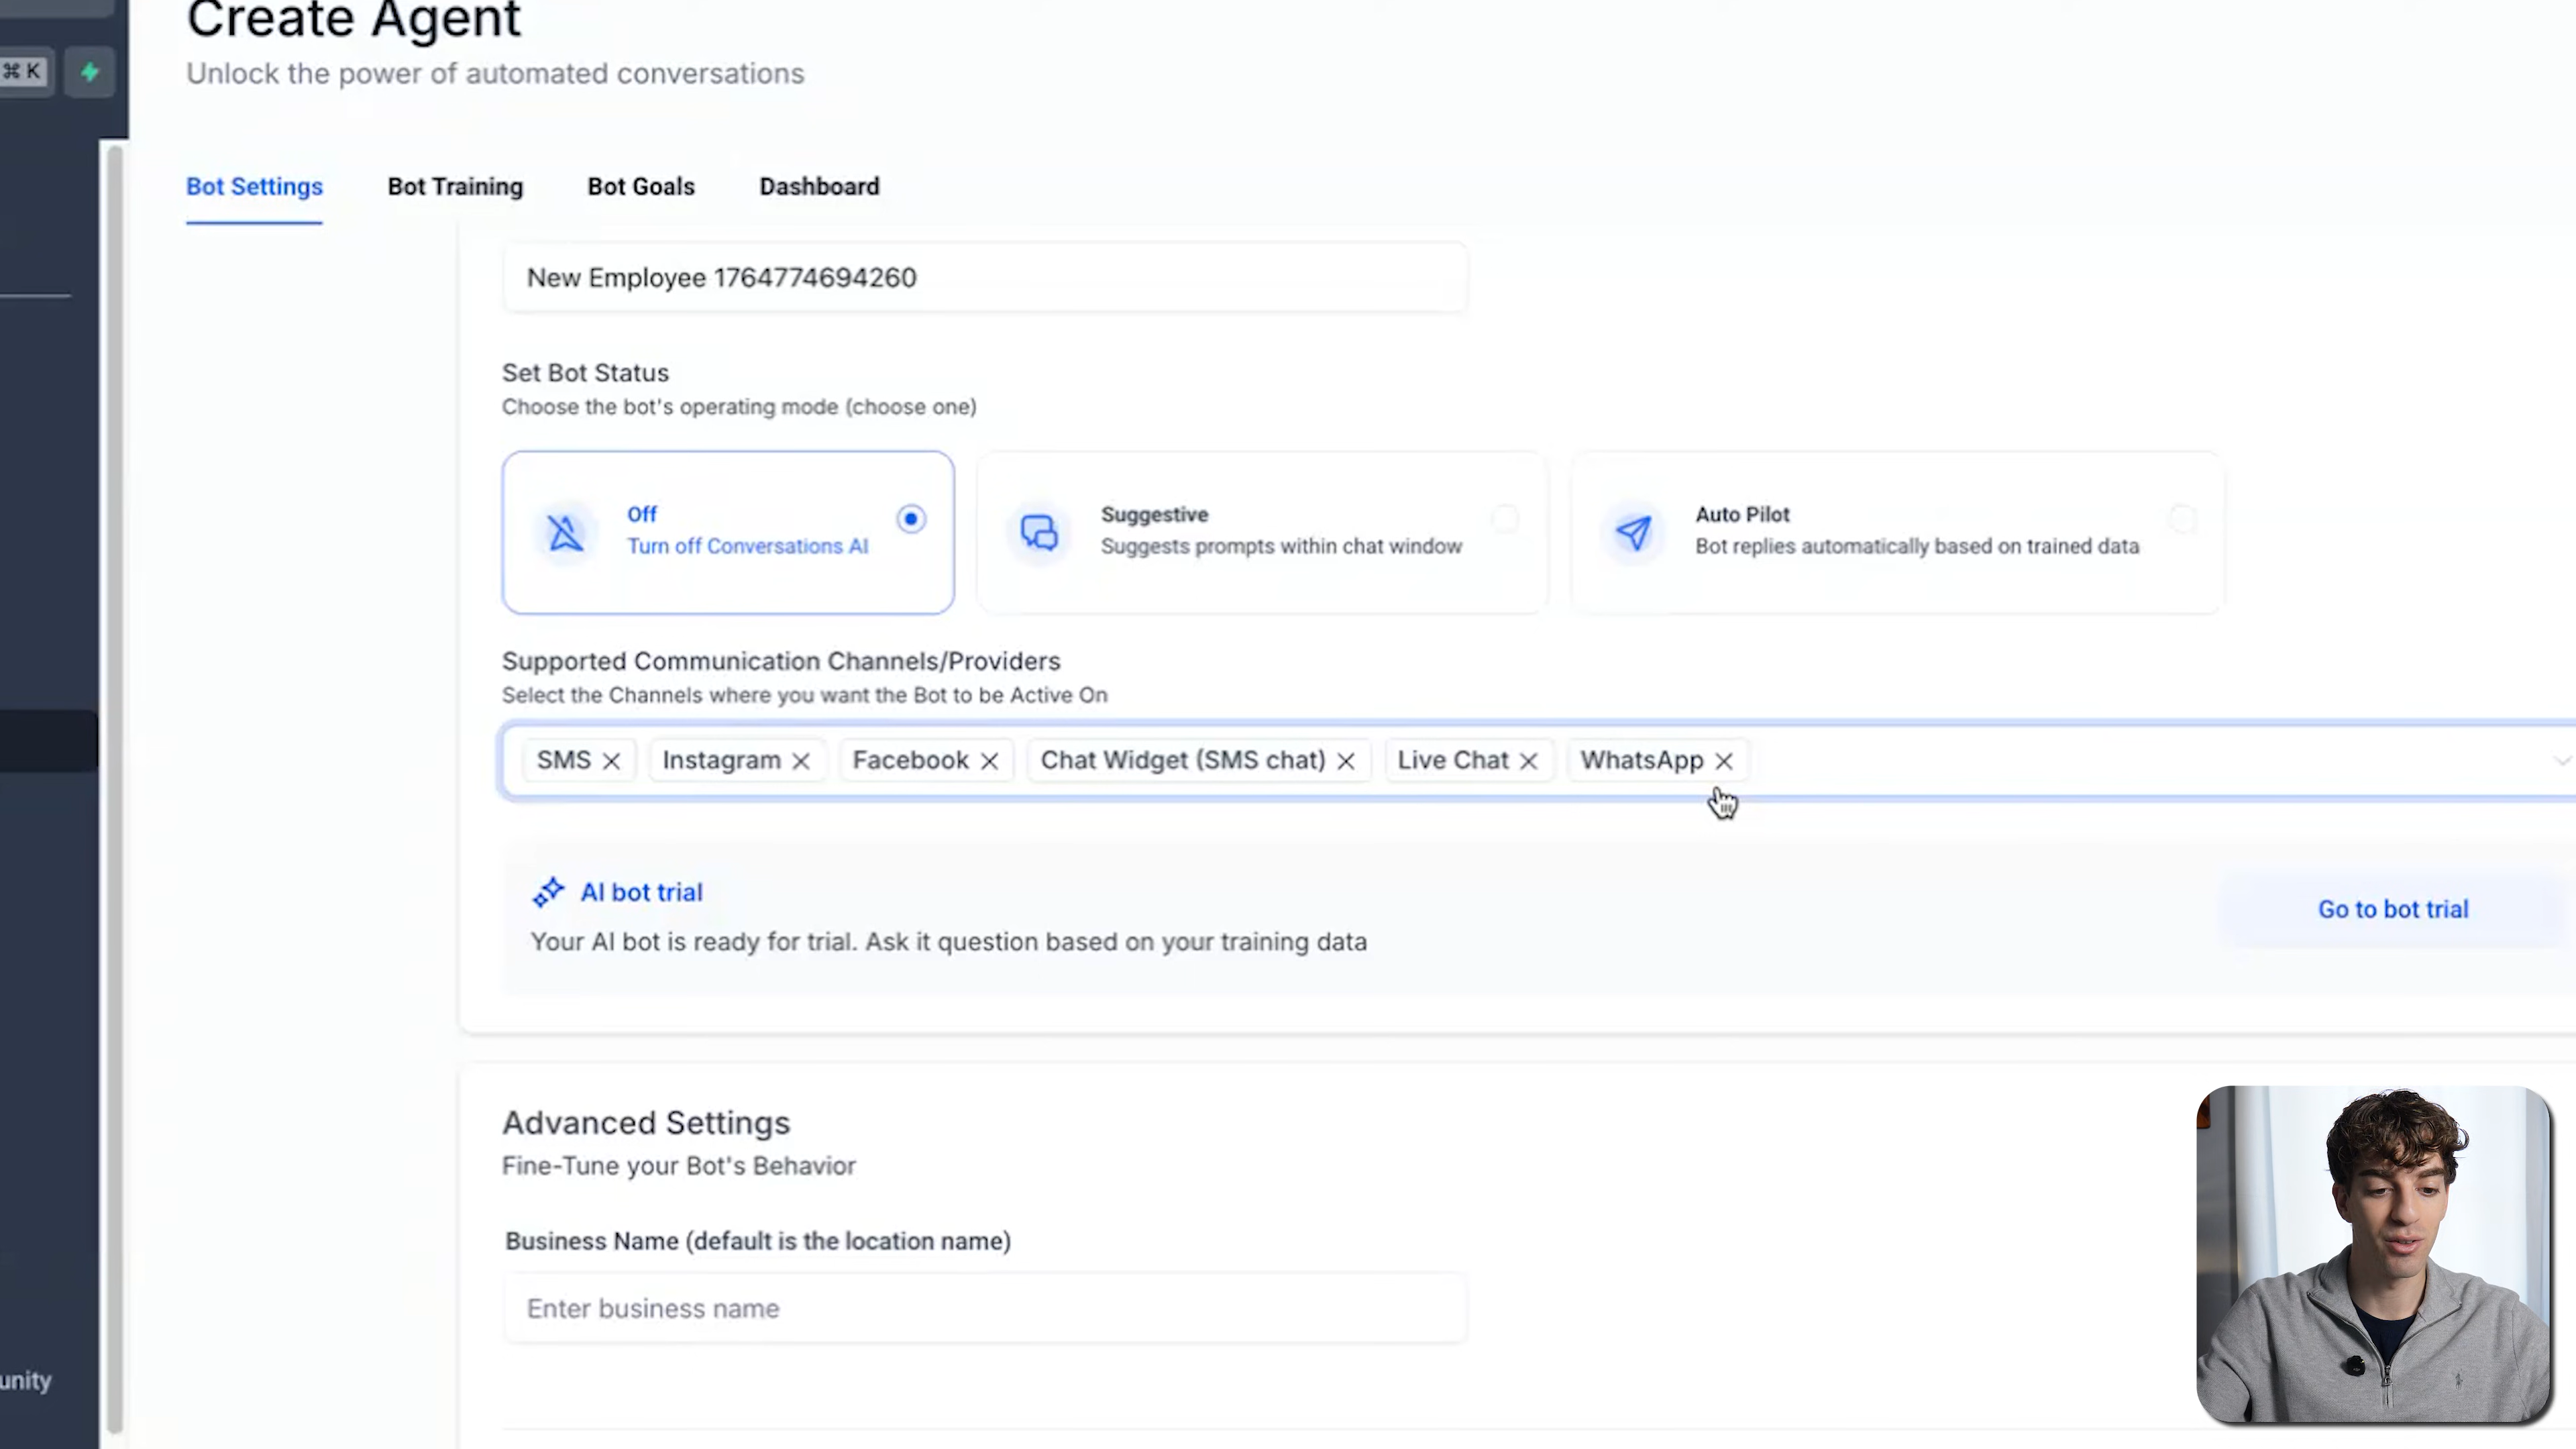 Create Agent
⌘ K
Unlock the power of automated conversations
Bot Settings
Bot Training
Bot Goals
Dashboard
New Employee 1764774694260
Set Bot Status
Choose the bot's operating mode (choose one)
Off
Turn off Conversations AI
Suggestive
Suggests prompts within chat window
Auto Pilot
Bot replies automatically based on trained data
Supported Communication Channels/Providers
Select the Channels where you want the Bot to be Active On
SMS
Instagram
Facebook
Chat Widget (SMS chat)
Live Chat
WhatsApp
AI bot trial
Your AI bot is ready for trial. Ask it question based on your training data
Go to bot trial
Advanced Settings
Fine-Tune your Bot's Behavior
Business Name (default is the location name)
Enter business name
unity